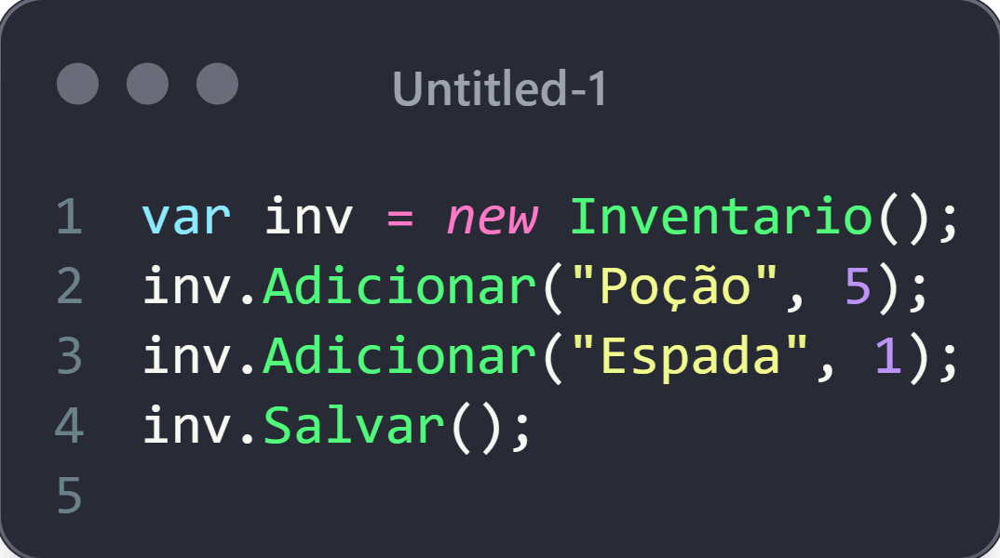 Untitled-1
1 var inv = new Inventario();
2 inv.Adicionar("Poção", 5);
3 inv.Adicionar("Espada", 1);
4 inv.Salvar();
5